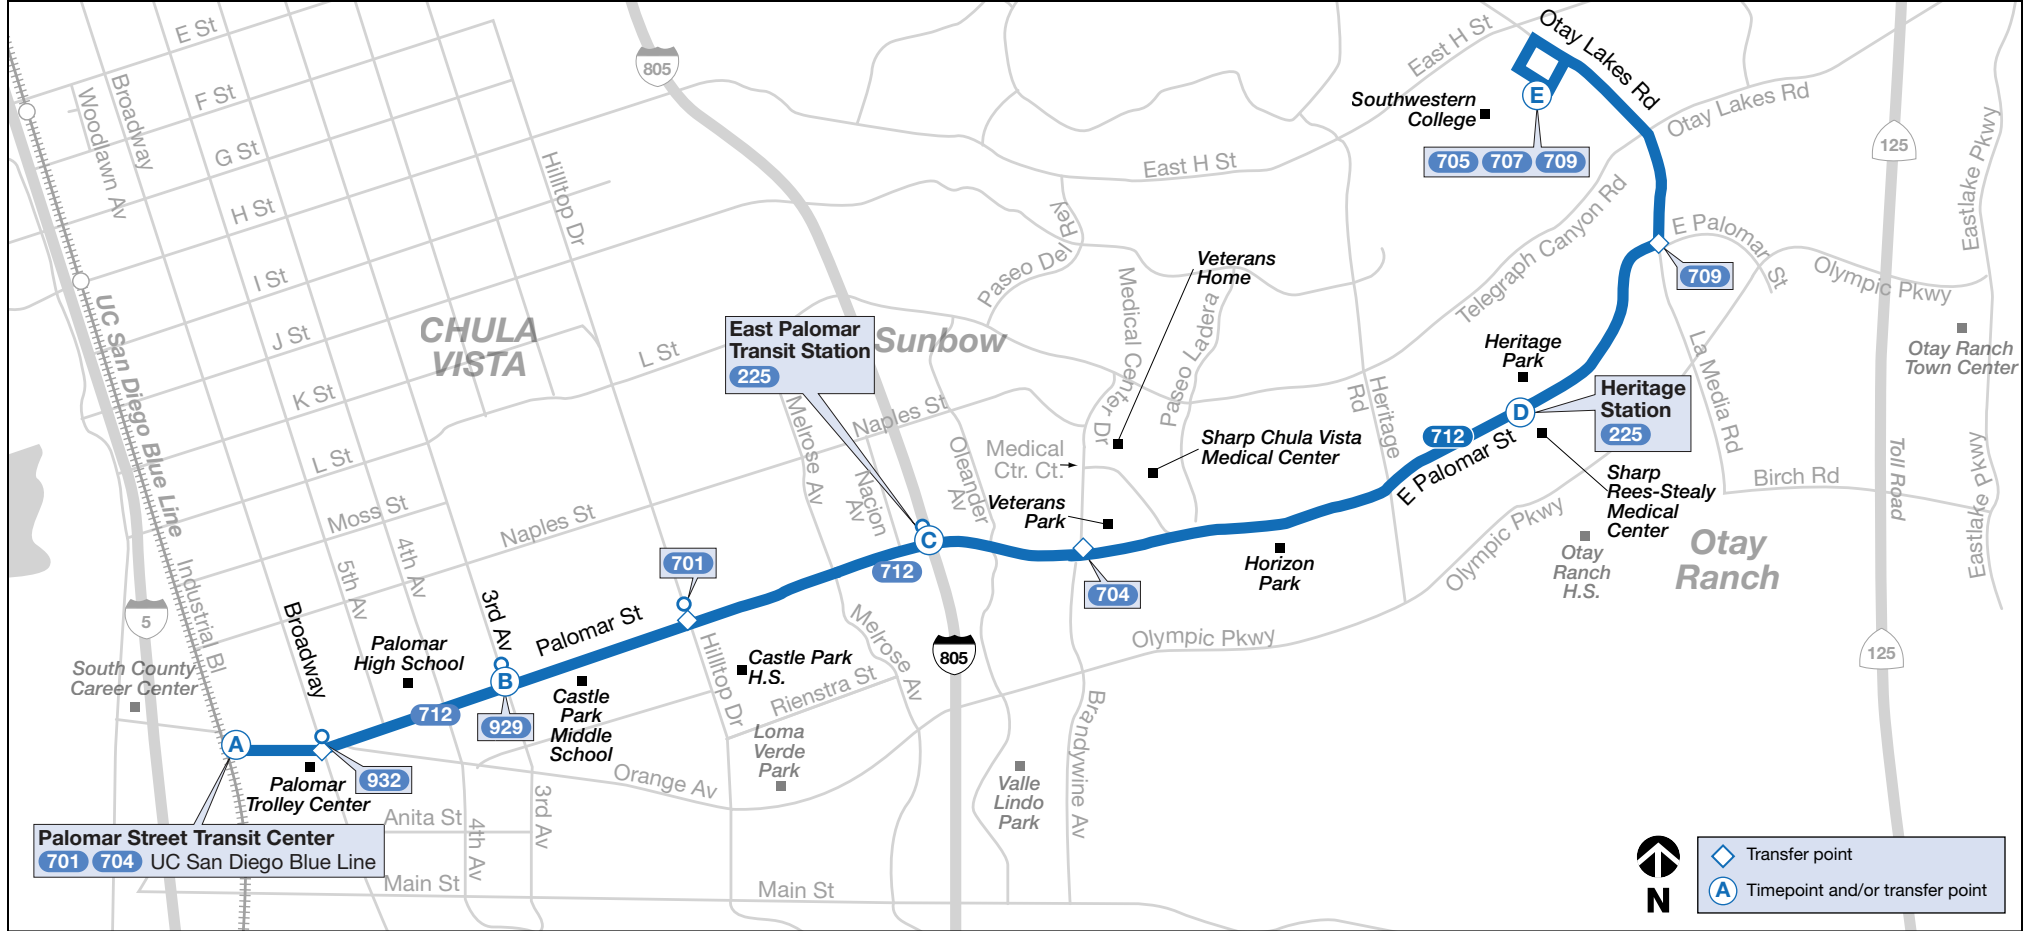 E St
F St
G St
H St
I St
J St
K St
L St
Moss St
Naples St
Broadway
Woodlawn Av
Hilltop Dr
805
East H St
Otay Lakes Rd
Southwestern
College
E
705 707 709
Otay Lakes Rd
125
Eastlake Pkwy
East H St
Paseo Del Rey
Telegraph Canyon Rd
E Palomar St
709
Olympic Pkwy
Veterans
Home
Medical Center Dr
Paseo Ladera
UC San Diego Blue Line
CHULA
VISTA
L St
East Palomar
Transit Station
225
Sunbow
Heritage
Park
La Media Rd
Otay Ranch
Town Center
Heritage
Rd
Heritage
Station
225
D
712
E Palomar St
Melrose Av
Naples St
Nacion
Av
Oleander
Av
Medical
Ctr. Ct.
Sharp Chula Vista
Medical Center
Veterans
Park
Sharp
Rees-Stealy
Medical
Center
Birch Rd
Toll Road
Eastlake Pkwy
Olympic Pkwy
Otay
Ranch
H.S.
Otay
Ranch
C
712
Horizon
Park
704
701
5th Av
4th Av
3rd Av
Industrial Bl
5
Broadway
Palomar
High School
Palomar St
Hilltop Dr
Castle Park
H.S.
Rienstra St
Melrose Av
805
Olympic Pkwy
125
South County
Career Center
B
929
712
Castle
Park
Middle
School
Loma
Verde
Park
Brandywine Av
A
932
Palomar
Trolley Center
Orange Av
Valle
Lindo
Park
Anita St
4th Av
3rd Av
Palomar Street Transit Center
701 704 UC San Diego Blue Line
Main St
Main St
N
Transfer point
A Timepoint and/or transfer point